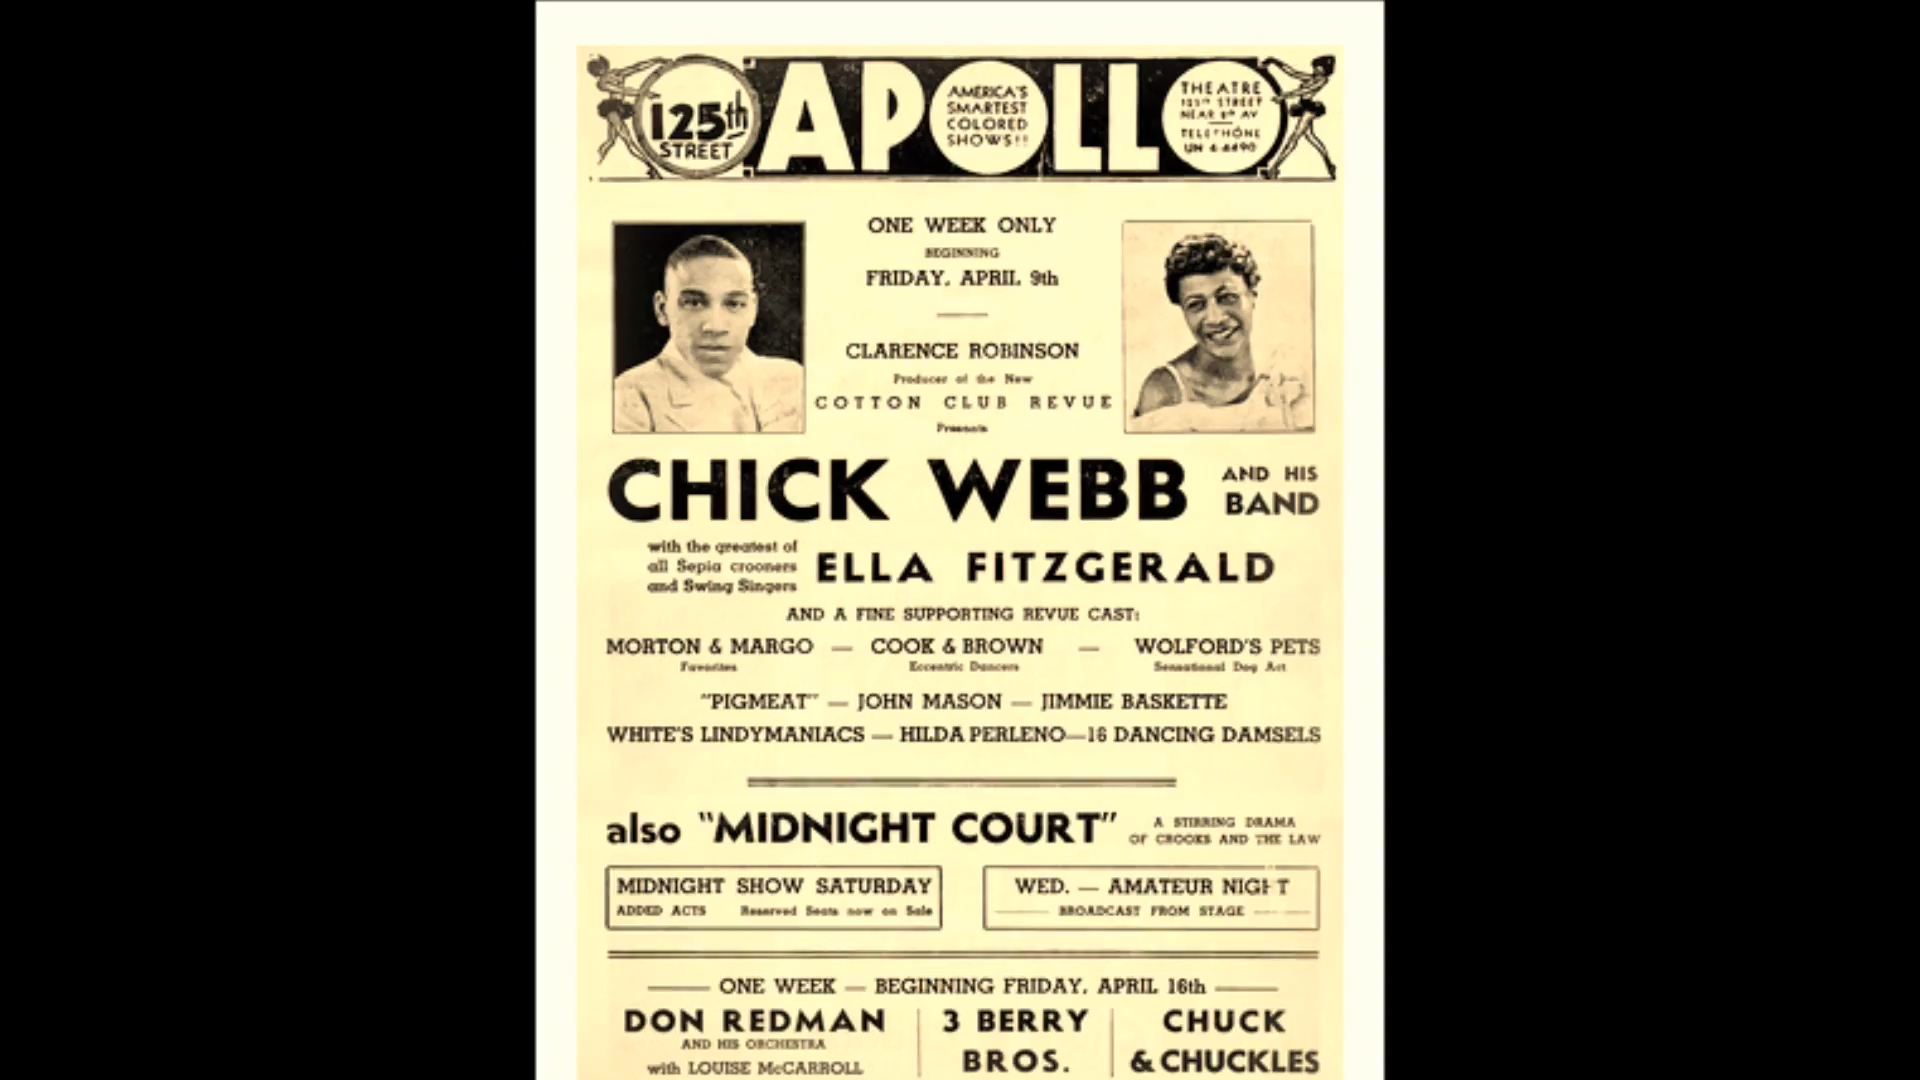 125th
STREET
APOLLO
AMERICA'S
SMARTEST
COLORED
SHOWS!!
THEATRE
125TH STREET
NEAR 8th AV
TELEPHONE
UN 4-4490
ONE WEEK ONLY
BEGINNING
FRIDAY, APRIL 9th
CLARENCE ROBINSON
Producer of the New
COTTON CLUB REVUE
Presents
CHICK WEBB AND HIS BAND
with the greatest of
all Sepia crooners
and Swing Singers
ELLA FITZGERALD
AND A FINE SUPPORTING REVUE CAST:
MORTON & MARGO — COOK & BROWN — WOLFORD'S PETS
Favorites Eccentric Dancers Sensational Dog Act
"PIGMEAT" — JOHN MASON — JIMMIE BASKETTE
WHITE'S LINDYMANIACS — HILDA PERLENO—16 DANCING DAMSELS
also "MIDNIGHT COURT"
A STIRRING DRAMA
OF CROOKS AND THE LAW
MIDNIGHT SHOW SATURDAY
ADDED ACTS Reserved Seats now on Sale
WED. — AMATEUR NIGHT
BROADCAST FROM STAGE
ONE WEEK — BEGINNING FRIDAY, APRIL 16th
DON REDMAN
AND HIS ORCHESTRA
with LOUISE McCARROLL
3 BERRY
BROS.
CHUCK
& CHUCKLES